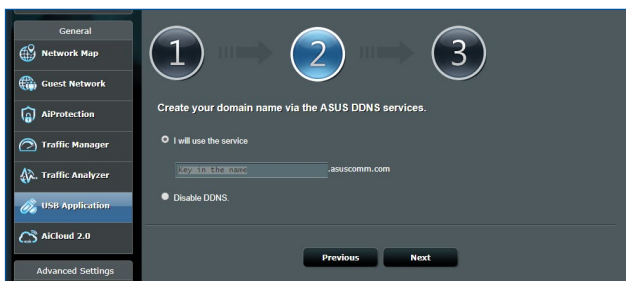 General
Network Map
Guest Network
AiProtection
Traffic Manager
Traffic Analyzer
USB Application
AiCloud 2.0
Advanced Settings
1
2
3
Create your domain name via the ASUS DDNS services.
I will use the service
key in the name .asuscomm.com
Disable DDNS.
Previous Next